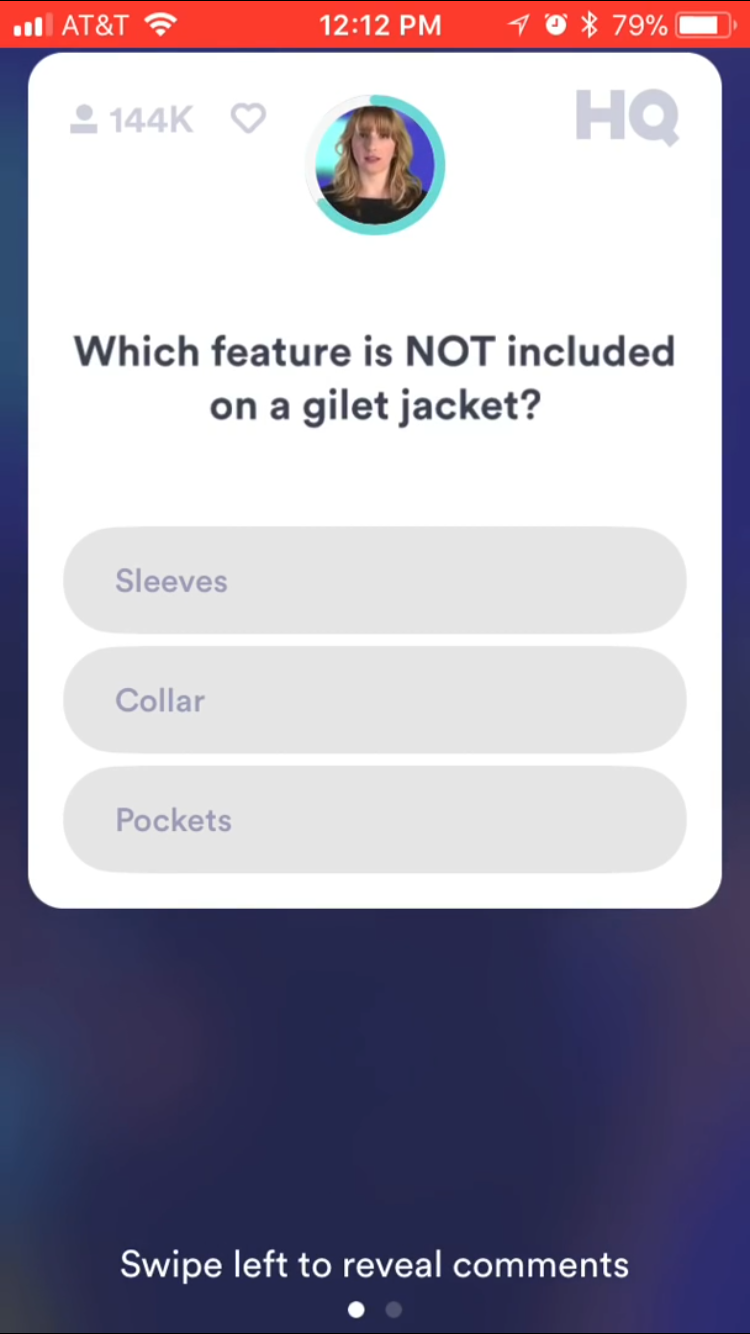 AT&T 12:12 PM 79%
144K HQ
Which feature is NOT included
on a gilet jacket?
Sleeves
Collar
Pockets
Swipe left to reveal comments